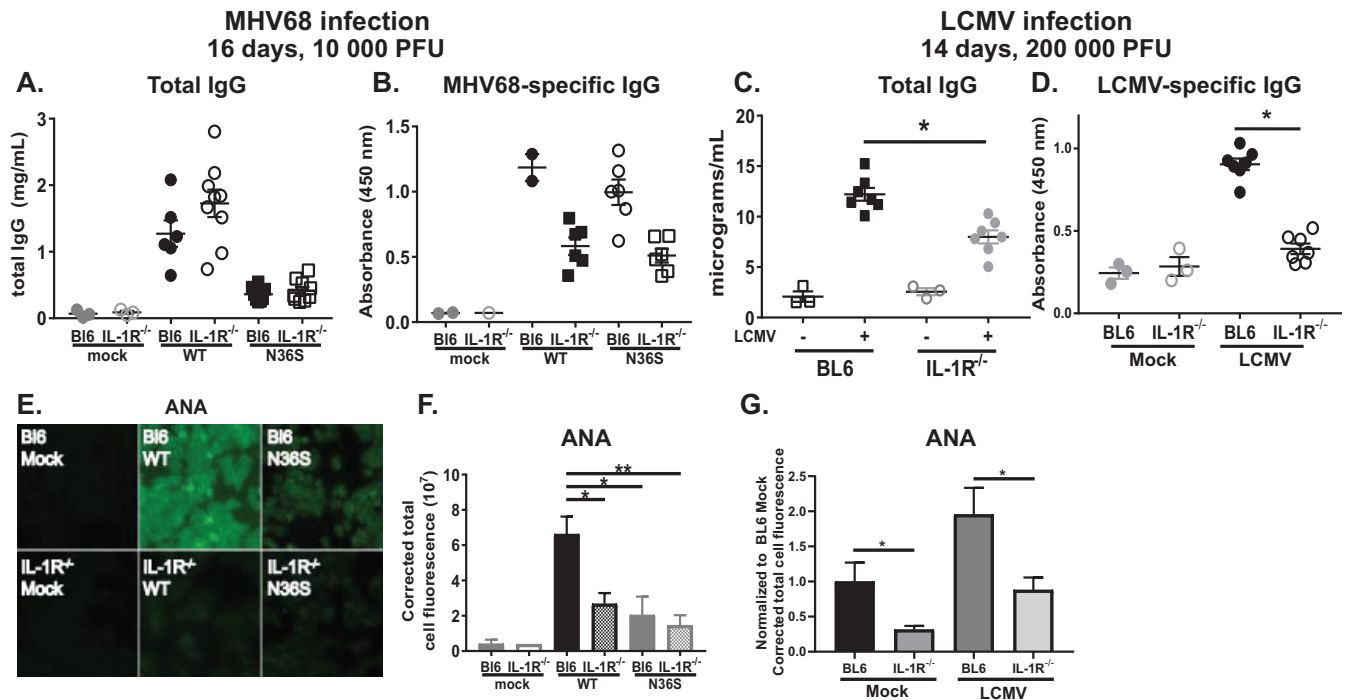 MHV68 infection
16 days, 10 000 PFU
LCMV infection
14 days, 200 000 PFU
A.
Total IgG
total IgG (mg/mL)
3
2
1
0
Bl6 IL-1R-/- Bl6 IL-1R-/- Bl6 IL-1R-/-
mock WT N36S
B.
MHV68-specific IgG
Absorbance (450 nm)
1.5
1.0
0.5
0.0
Bl6 IL-1R-/- Bl6 IL-1R-/- Bl6 IL-1R-/-
mock WT N36S
C.
Total IgG
micrograms/mL
20
15
10
5
0
*
LCMV - + - +
BL6 IL-1R-/-
D.
LCMV-specific IgG
Absorbance (450 nm)
1.0
0.5
0.0
*
BL6 IL-1R-/- BL6 IL-1R-/-
Mock LCMV
E.
ANA
Bl6 Bl6 Bl6
Mock WT N36S
IL-1R-/- IL-1R-/- IL-1R-/-
Mock WT N36S
F.
ANA
Corrected total
cell fluorescence (10⁷)
10
8
6
4
2
0
**
*
*
Bl6 IL-1R-/- Bl6 IL-1R-/- Bl6 IL-1R-/-
mock WT N36S
G.
ANA
Normalized to BL6 Mock
Corrected total cell fluorescence
2.5
2.0
1.5
1.0
0.5
0.0
*
*
BL6 IL-1R-/- BL6 IL-1R-/-
Mock LCMV